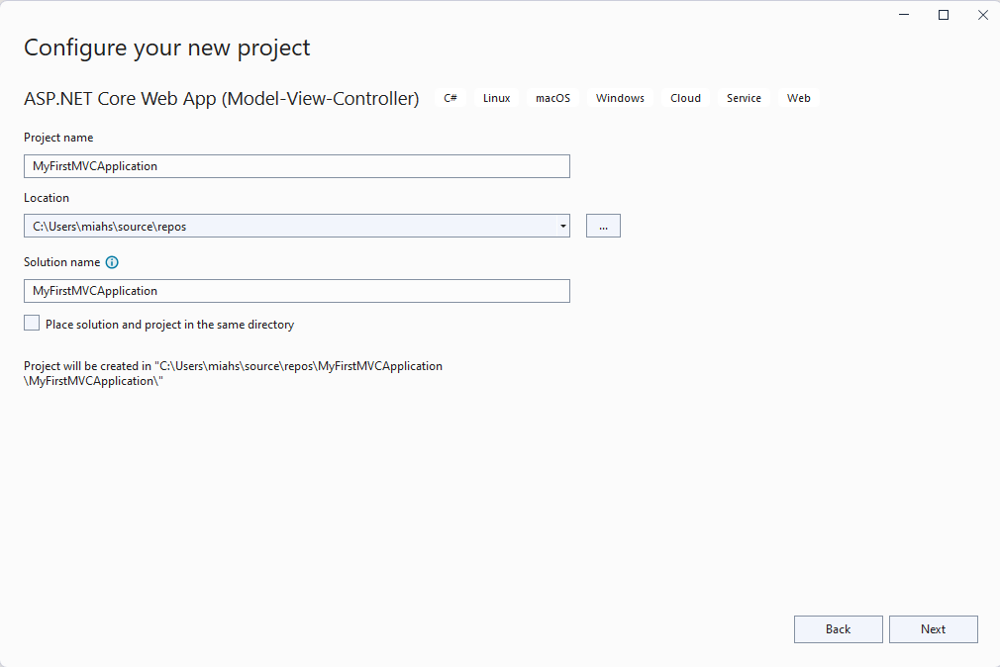 Configure your new project
ASP.NET Core Web App (Model-View-Controller) C# Linux macOS Windows Cloud Service Web
Project name
MyFirstMVCApplication
Location
C:\Users\miahs\source\repos
...
Solution name
MyFirstMVCApplication
Place solution and project in the same directory
Project will be created in "C:\Users\miahs\source\repos\MyFirstMVCApplication
\MyFirstMVCApplication\"
Back Next